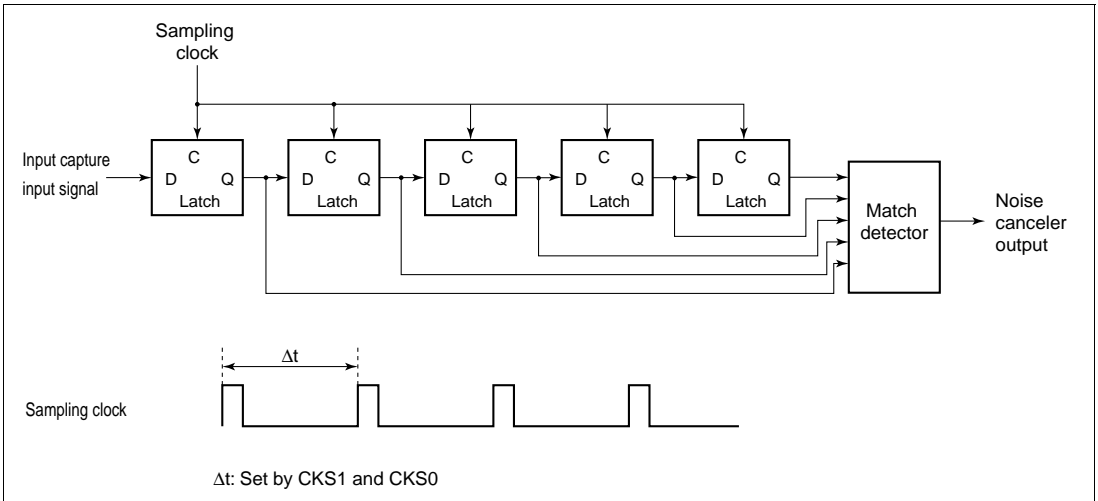 Sampling
clock
Input capture
input signal
C
D Q
Latch
C
D Q
Latch
C
D Q
Latch
C
D Q
Latch
C
D Q
Latch
Match
detector
Noise
canceler
output
Δt
Sampling clock
Δt: Set by CKS1 and CKS0